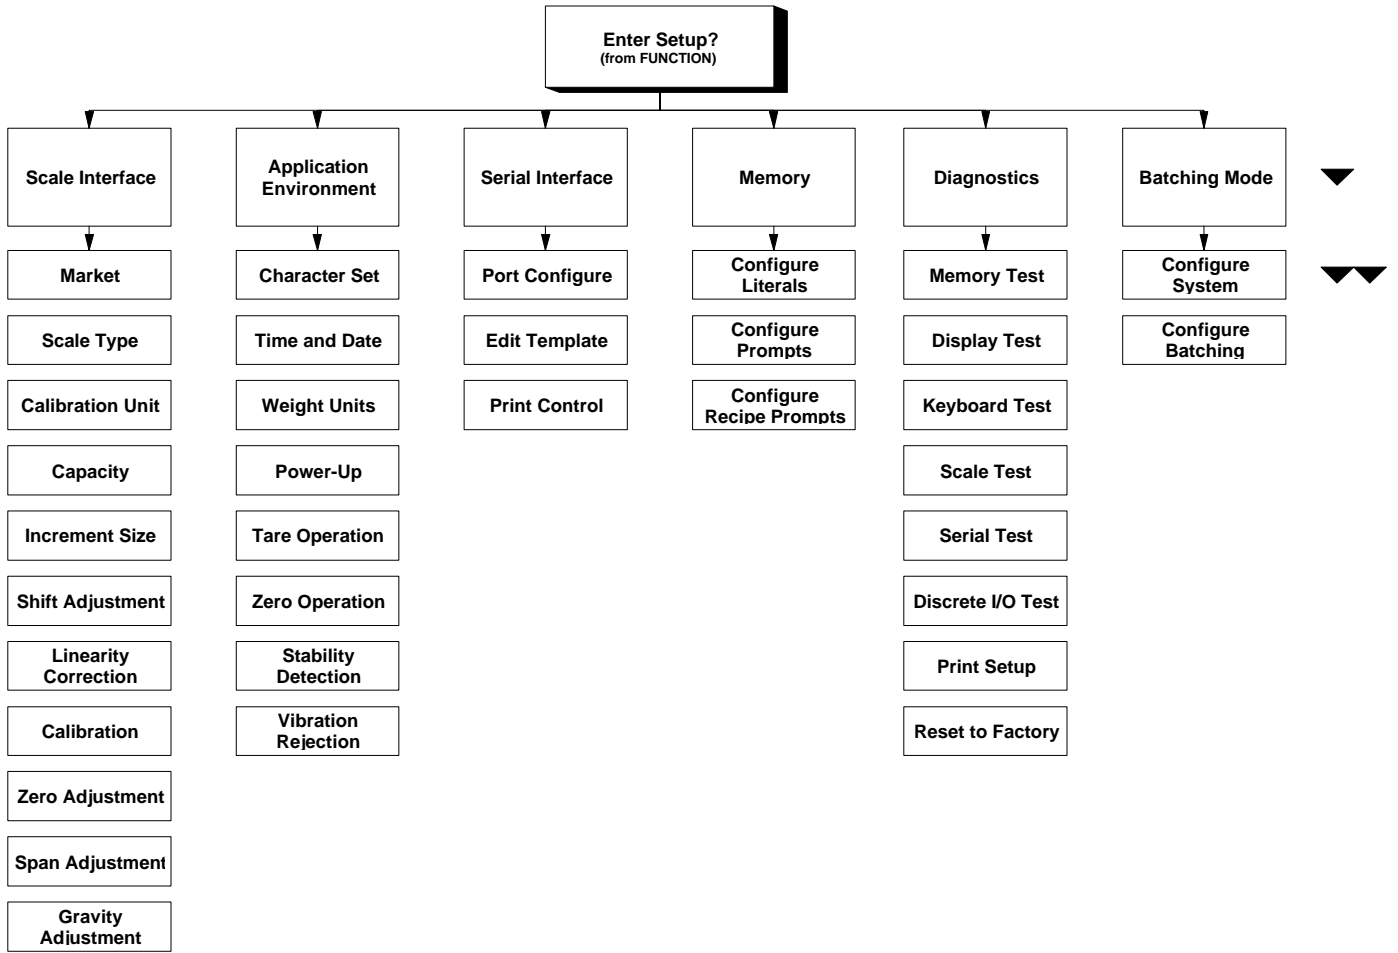 Enter Setup?
(from FUNCTION)
Scale Interface
Application
Environment
Serial Interface
Memory
Diagnostics
Batching Mode
Market
Character Set
Port Configure
Configure
Literals
Memory Test
Configure
System
Scale Type
Time and Date
Edit Template
Configure
Prompts
Display Test
Configure
Batching
Calibration Unit
Weight Units
Print Control
Configure
Recipe Prompts
Keyboard Test
Capacity
Power-Up
Scale Test
Increment Size
Tare Operation
Serial Test
Shift Adjustment
Zero Operation
Discrete I/O Test
Linearity
Correction
Stability
Detection
Print Setup
Calibration
Vibration
Rejection
Reset to Factory
Zero Adjustment
Span Adjustment
Gravity
Adjustment